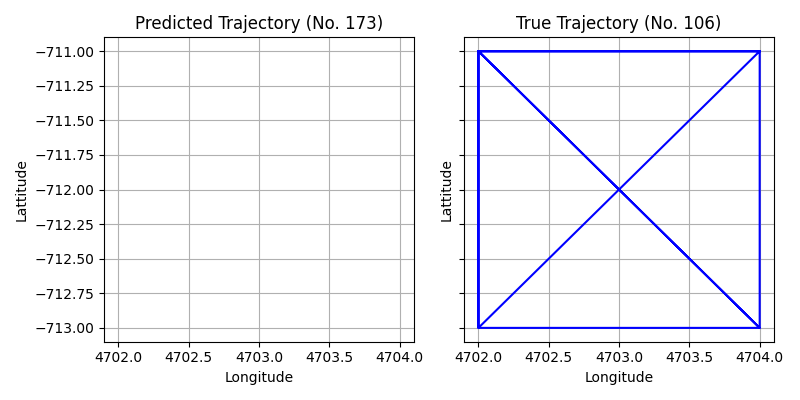 Predicted Trajectory (No. 173)
True Trajectory (No. 106)
−711.00
−711.25
−711.50
−711.75
−712.00
−712.25
−712.50
−712.75
−713.00
Lattitude
Lattitude
4702.0 4702.5 4703.0 4703.5 4704.0
4702.0 4702.5 4703.0 4703.5 4704.0
Longitude
Longitude